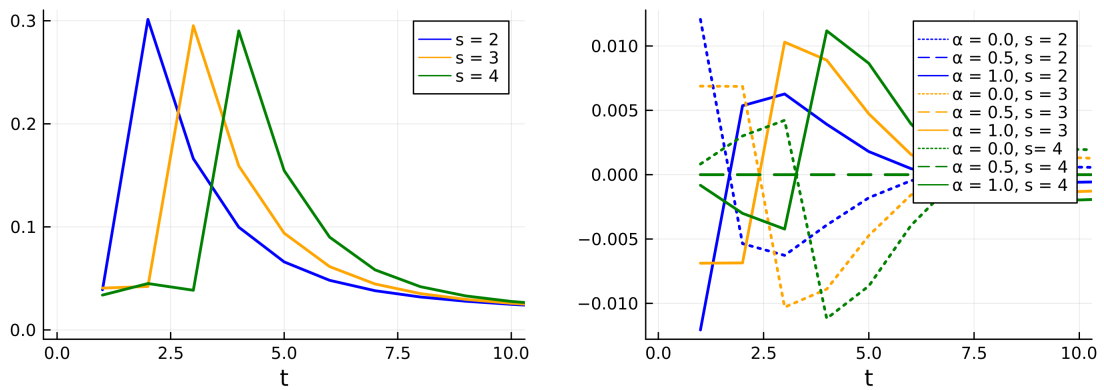 0.3
0.2
0.1
0.0
0.0
2.5
5.0
7.5
10.0
t
s = 2
s = 3
s = 4
0.010
0.005
0.000
−0.005
−0.010
0.0
2.5
5.0
7.5
10.0
t
α = 0.0, s = 2
α = 0.5, s = 2
α = 1.0, s = 2
α = 0.0, s = 3
α = 0.5, s = 3
α = 1.0, s = 3
α = 0.0, s= 4
α = 0.5, s = 4
α = 1.0, s = 4